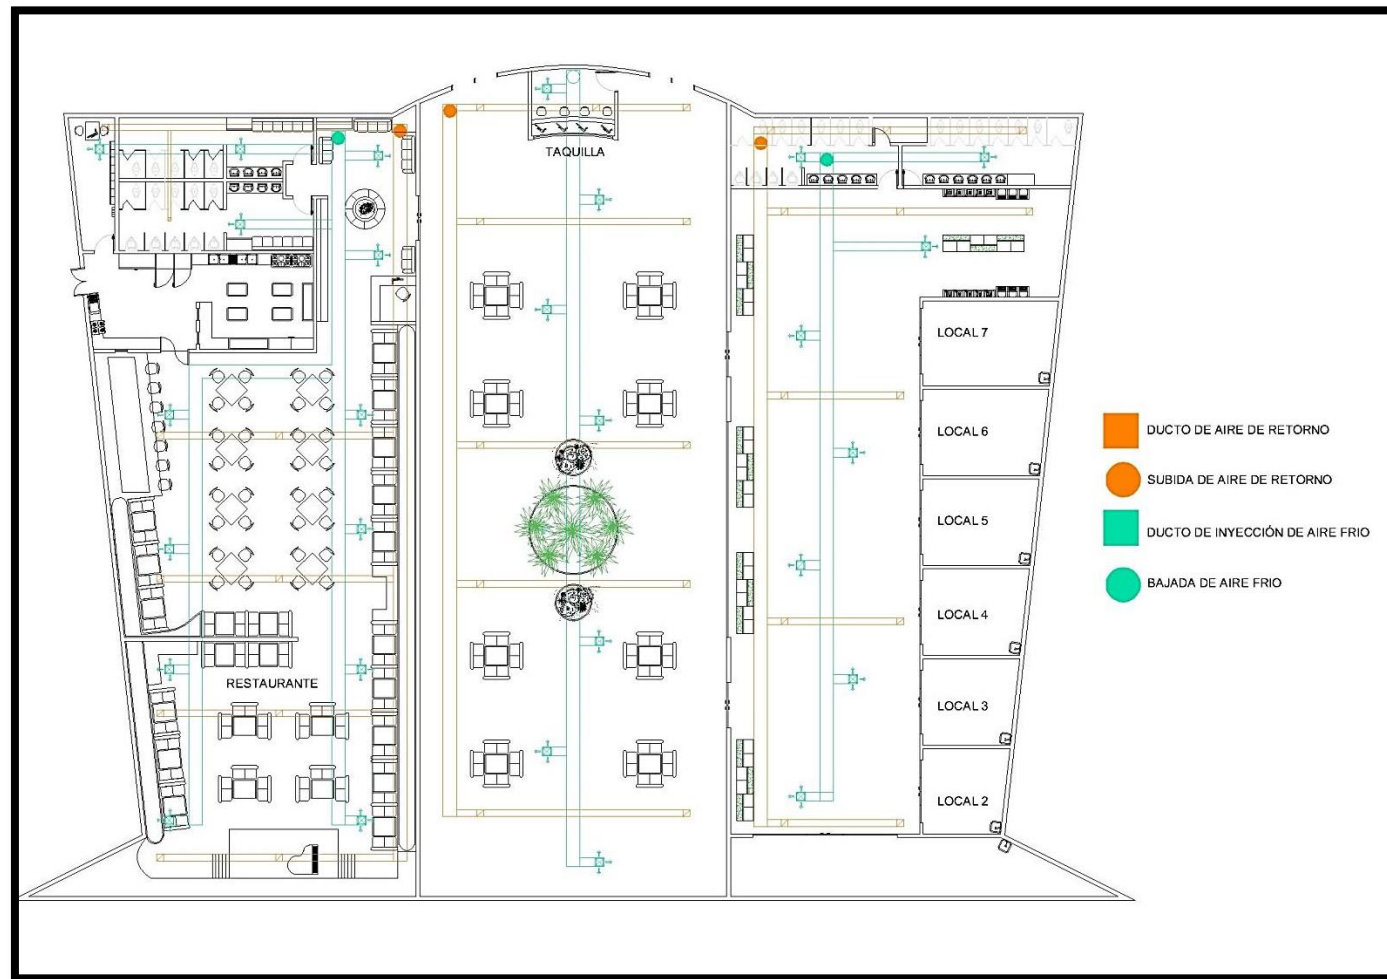 TAQUILLA
LOCAL 7
LOCAL 6
LOCAL 5
LOCAL 4
LOCAL 3
LOCAL 2
RESTAURANTE
DUCTO DE AIRE DE RETORNO
SUBIDA DE AIRE DE RETORNO
DUCTO DE INYECCIÓN DE AIRE FRIO
BAJADA DE AIRE FRIO